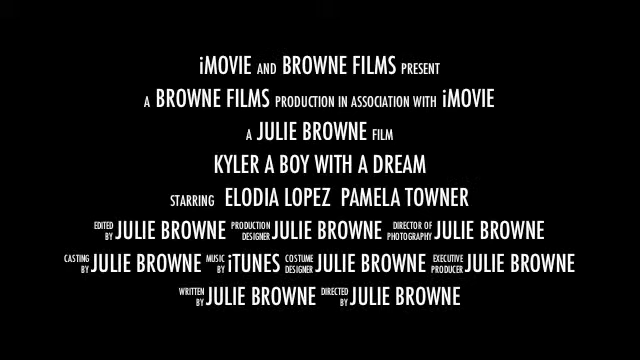 iMOVIE AND BROWNE FILMS PRESENT
A BROWNE FILMS PRODUCTION IN ASSOCIATION WITH iMOVIE
A JULIE BROWNE FILM
KYLER A BOY WITH A DREAM
STARRING ELODIA LOPEZ PAMELA TOWNER
EDITED BY JULIE BROWNE PRODUCTION DESIGNER JULIE BROWNE DIRECTOR OF PHOTOGRAPHY JULIE BROWNE
CASTING BY JULIE BROWNE MUSIC BY iTUNES COSTUME DESIGNER JULIE BROWNE EXECUTIVE PRODUCER JULIE BROWNE
WRITTEN BY JULIE BROWNE DIRECTED BY JULIE BROWNE